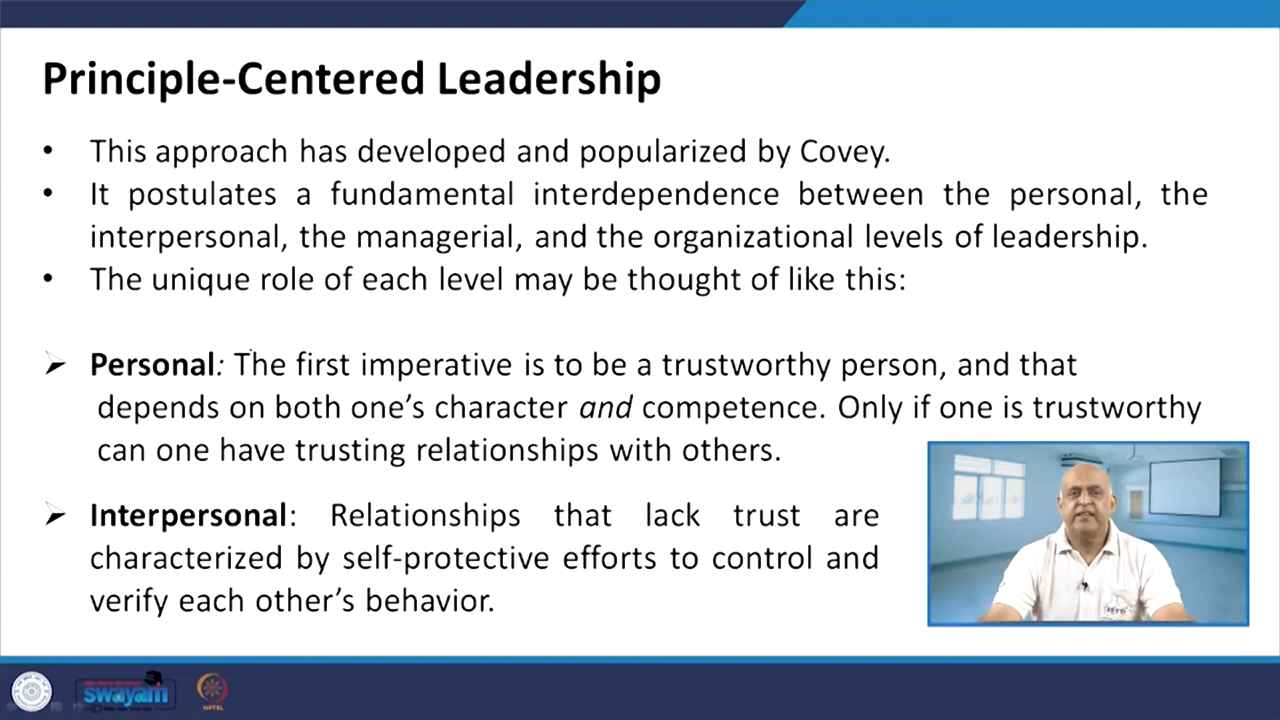 Principle-Centered Leadership
• This approach has developed and popularized by Covey.
• It postulates a fundamental interdependence between the personal, the
interpersonal, the managerial, and the organizational levels of leadership.
• The unique role of each level may be thought of like this:
➢ Personal: The first imperative is to be a trustworthy person, and that
depends on both one's character and competence. Only if one is trustworthy
can one have trusting relationships with others.
➢ Interpersonal: Relationships that lack trust are
characterized by self-protective efforts to control and
verify each other's behavior.
swayam
NPTEL